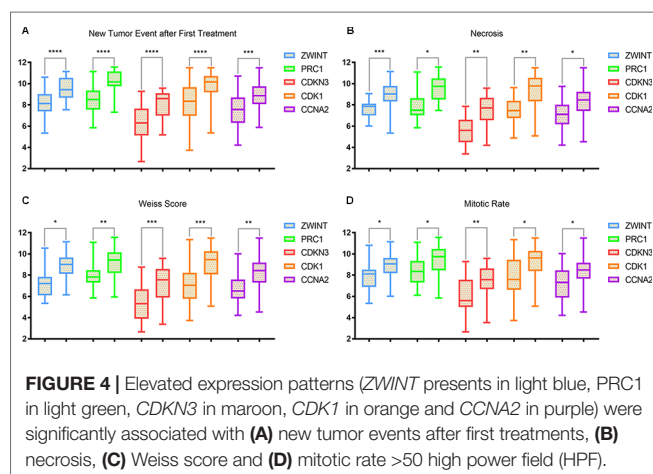 A New Tumor Event after First Treatment
**** **** **** **** ***
12
10
8
6
4
2
ZWINT
PRC1
CDKN3
CDK1
CCNA2
B Necrosis
*** * ** ** *
12
10
8
6
4
2
ZWINT
PRC1
CDKN3
CDK1
CCNA2
C Weiss Score
* ** *** *** **
12
10
8
6
4
2
ZWINT
PRC1
CDKN3
CDK1
CCNA2
D Mitotic Rate
* * ** * *
12
10
8
6
4
2
ZWINT
PRC1
CDKN3
CDK1
CCNA2
FIGURE 4 | Elevated expression patterns (ZWINT presents in light blue, PRC1
in light green, CDKN3 in maroon, CDK1 in orange and CCNA2 in purple) were
significantly associated with (A) new tumor events after first treatments, (B)
necrosis, (C) Weiss score and (D) mitotic rate >50 high power field (HPF).